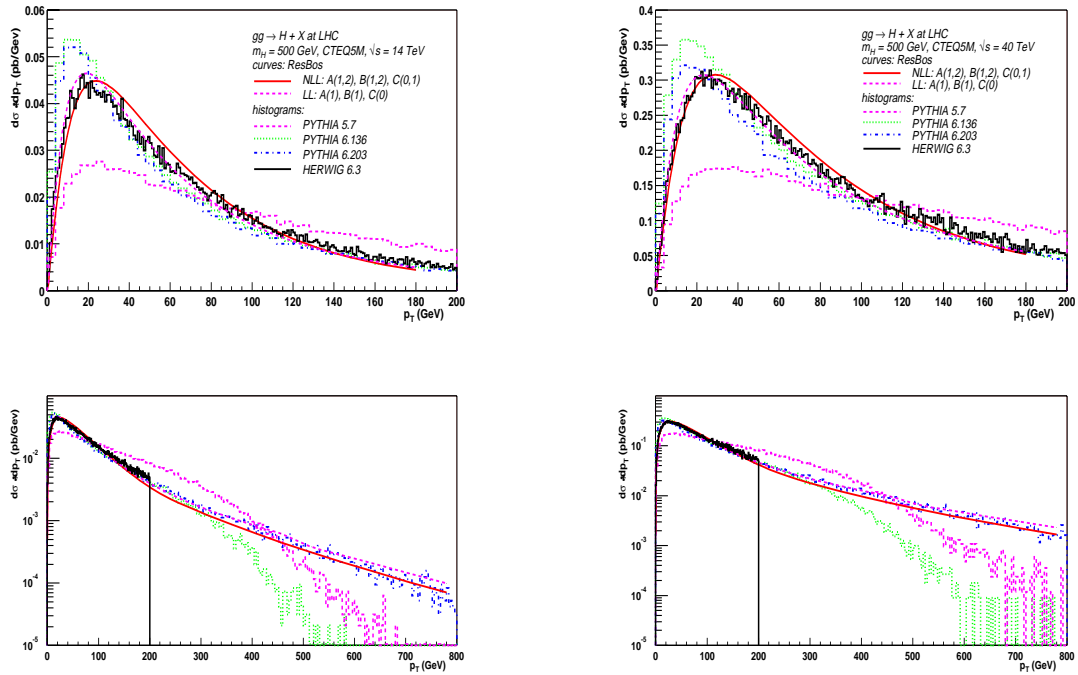 dσ/dp_T (pb/GeV)
0.06
0.05
0.04
0.03
0.02
0.01
0
gg → H + X at LHC
m_H = 500 GeV, CTEQ5M, √s = 14 TeV
curves: ResBos
NLL: A(1,2), B(1,2), C(0,1)
LL: A(1), B(1), C(0)
histograms:
PYTHIA 5.7
PYTHIA 6.136
PYTHIA 6.203
HERWIG 6.3
0 20 40 60 80 100 120 140 160 180 200
p_T (GeV)
dσ/dp_T (pb/GeV)
0.4
0.35
0.3
0.25
0.2
0.15
0.1
0.05
0
gg → H + X at LHC
m_H = 500 GeV, CTEQ5M, √s = 40 TeV
curves: ResBos
NLL: A(1,2), B(1,2), C(0,1)
LL: A(1), B(1), C(0)
histograms:
PYTHIA 5.7
PYTHIA 6.136
PYTHIA 6.203
HERWIG 6.3
0 20 40 60 80 100 120 140 160 180 200
p_T (GeV)
dσ/dp_T (pb/GeV)
10^-2
10^-3
10^-4
10^-5
0 100 200 300 400 500 600 700 800
p_T (GeV)
dσ/dp_T (pb/GeV)
10^-1
10^-2
10^-3
10^-4
10^-5
0 100 200 300 400 500 600 700 800
p_T (GeV)